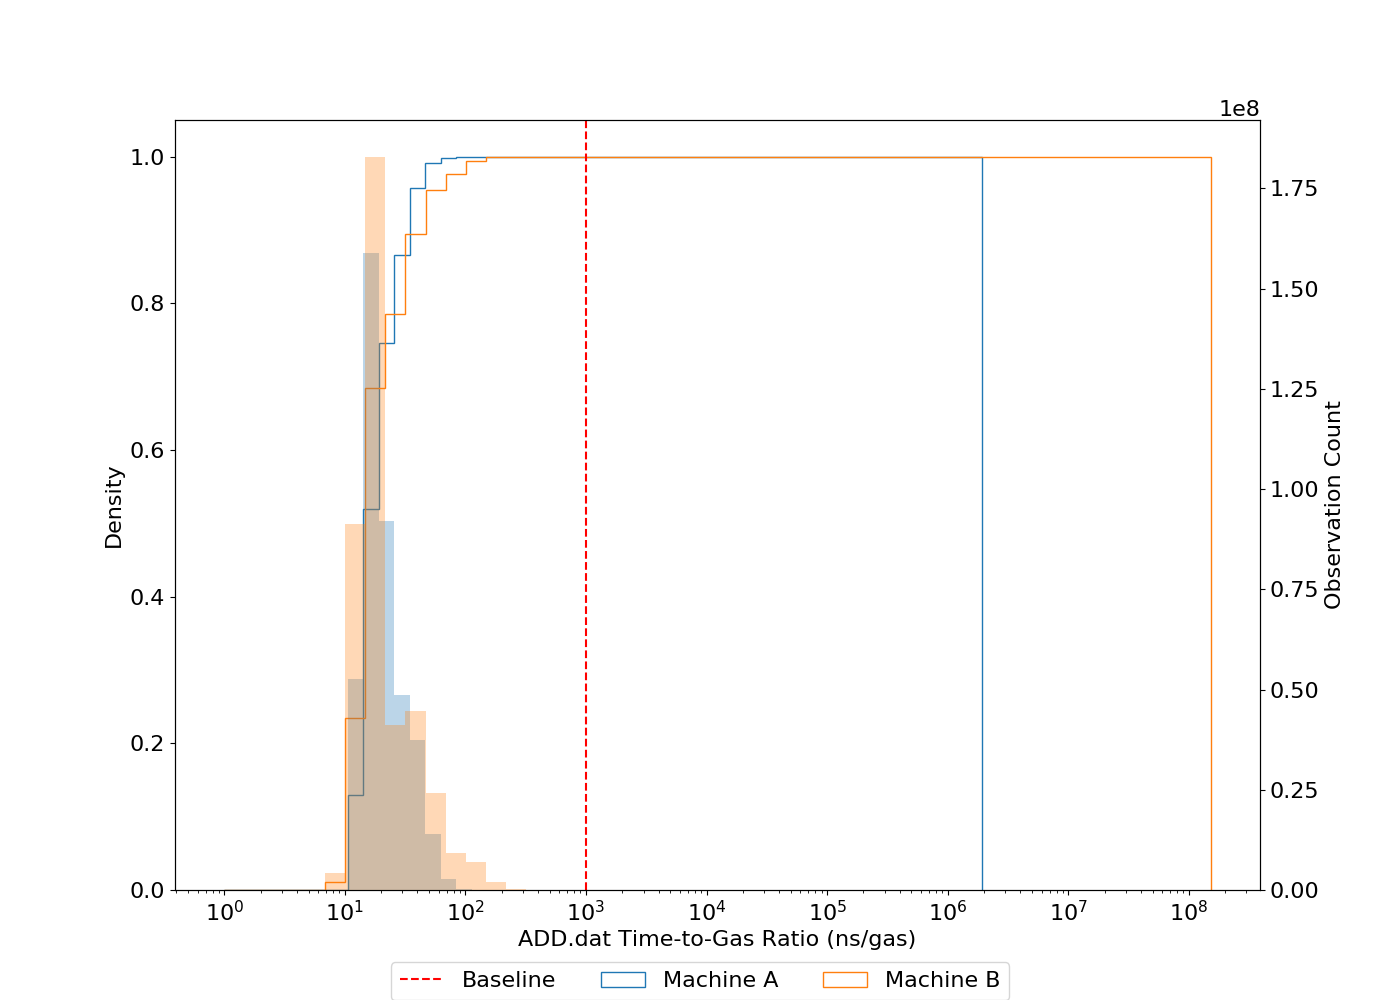 1e8
1.0
0.8
0.6
0.4
0.2
0.0
Density
1.75
1.50
1.25
1.00
0.75
0.50
0.25
0.00
Observation Count
10^0 10^1 10^2 10^3 10^4 10^5 10^6 10^7 10^8
ADD.dat Time-to-Gas Ratio (ns/gas)
Baseline Machine A Machine B